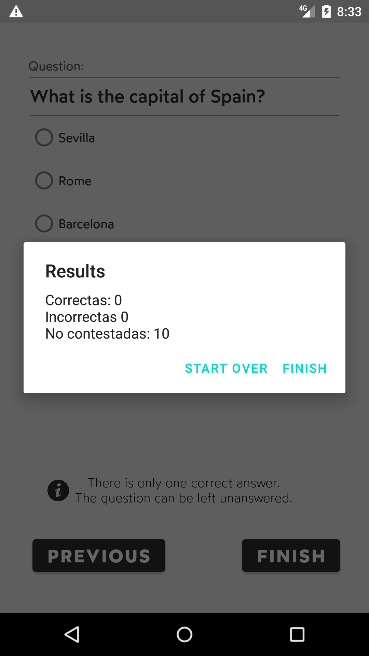 4G 8:33
Question:
What is the capital of Spain?
Sevilla
Rome
Barcelona
Results
Correctas: 0
Incorrectas 0
No contestadas: 10
START OVER FINISH
There is only one correct answer.
The question can be left unanswered.
PREVIOUS FINISH